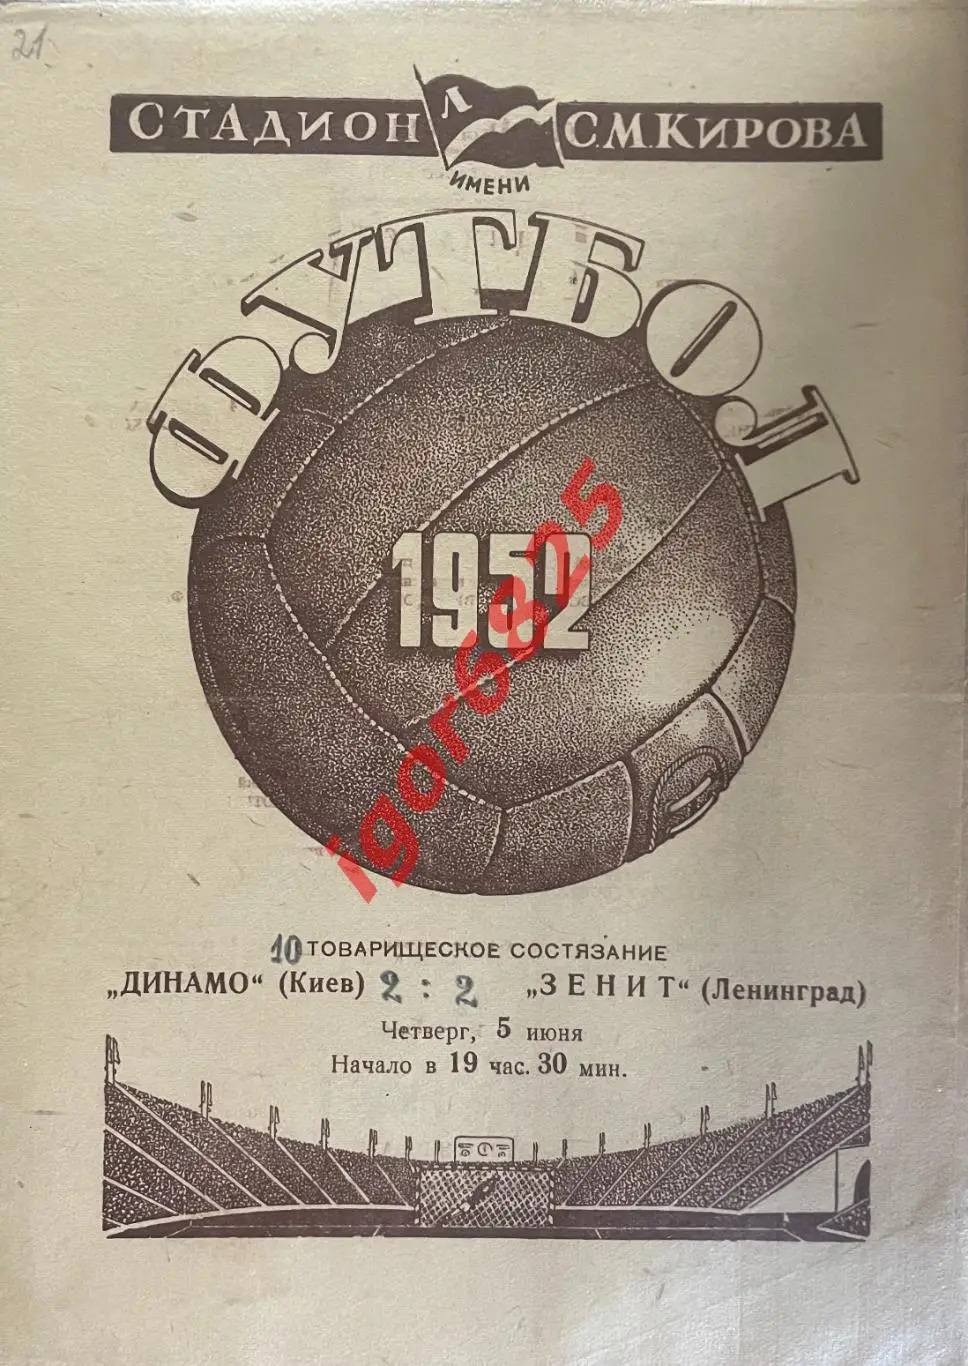 21
СТАДИОН Л С.М.КИРОВА
ИМЕНИ
ФУТБОЛ
1952
igor6825
10 ТОВАРИЩЕСКОЕ СОСТЯЗАНИЕ
„ДИНАМО“ (Киев) 2 : 2 „ЗЕНИТ“ (Ленинград)
Четверг, 5 июня
Начало в 19 час. 30 мин.